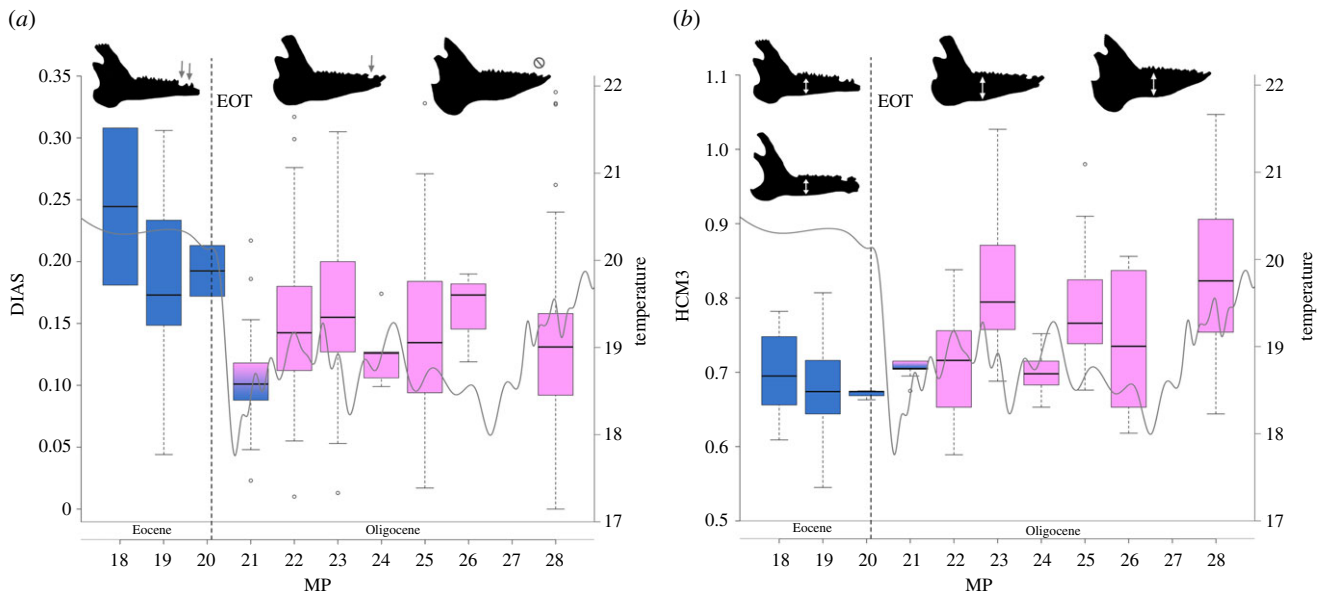 (a)
0.35
0.30
0.25
0.20
0.15
0.10
0.05
0
DIAS
EOT
22
21
20
19
18
17
temperature
Eocene
Oligocene
18 19 20 21 22 23 24 25 26 27 28
MP
(b)
1.1
1.0
0.9
0.8
0.7
0.6
0.5
HCM3
EOT
22
21
20
19
18
17
temperature
Eocene
Oligocene
18 19 20 21 22 23 24 25 26 27 28
MP